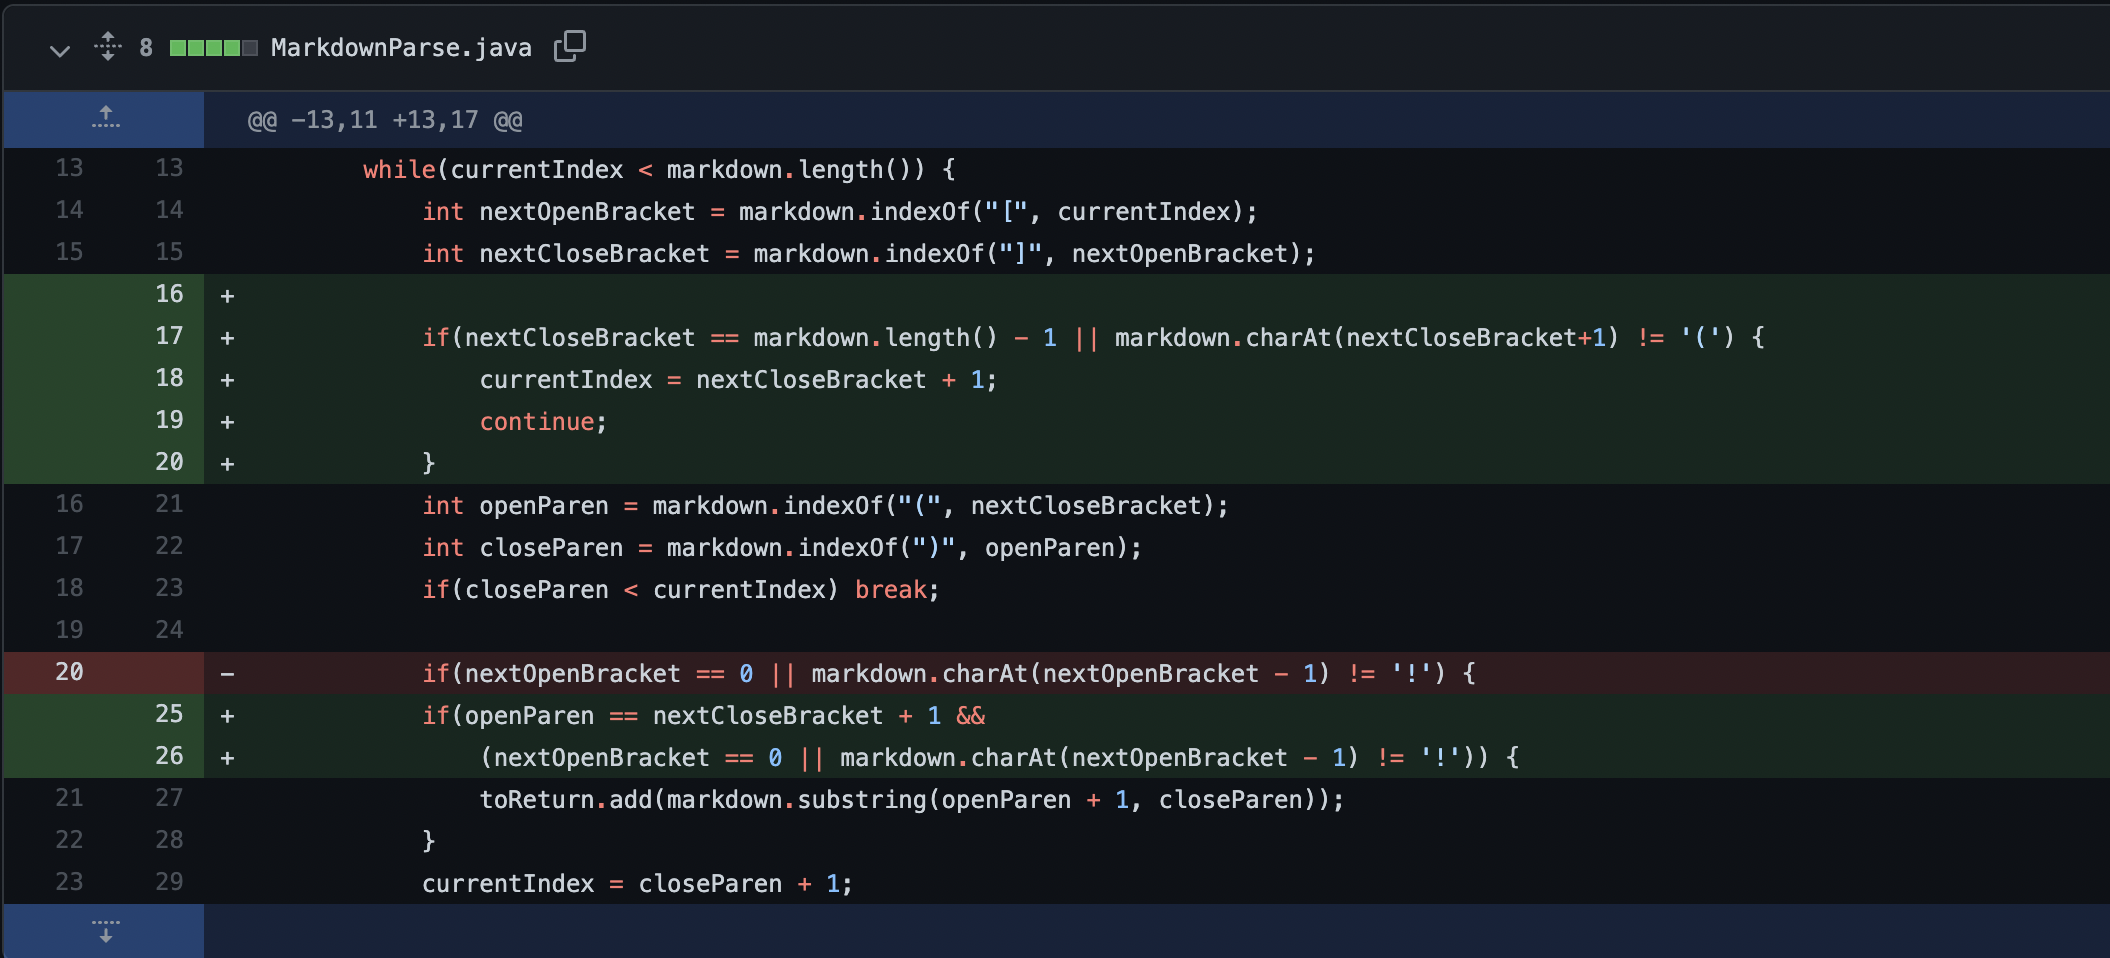 8 MarkdownParse.java
@@ -13,11 +13,17 @@
13 13 while(currentIndex < markdown.length()) {
14 14 int nextOpenBracket = markdown.indexOf("[", currentIndex);
15 15 int nextCloseBracket = markdown.indexOf("]", nextOpenBracket);
16 +
17 + if(nextCloseBracket == markdown.length() - 1 || markdown.charAt(nextCloseBracket+1) != '(') {
18 + currentIndex = nextCloseBracket + 1;
19 + continue;
20 + }
16 21 int openParen = markdown.indexOf("(", nextCloseBracket);
17 22 int closeParen = markdown.indexOf(")", openParen);
18 23 if(closeParen < currentIndex) break;
19 24
20 - if(nextOpenBracket == 0 || markdown.charAt(nextOpenBracket - 1) != '!') {
25 + if(openParen == nextCloseBracket + 1 &&
26 + (nextOpenBracket == 0 || markdown.charAt(nextOpenBracket - 1) != '!')) {
21 27 toReturn.add(markdown.substring(openParen + 1, closeParen));
22 28 }
23 29 currentIndex = closeParen + 1;